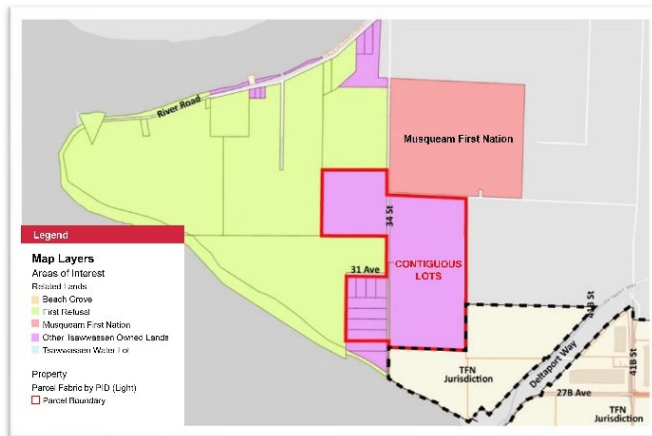 River Road
Musqueam First Nation
34 St
31 Ave
CONTIGUOUS
LOTS
41B St
Deltaport Way
41B St
TFN
Jurisdiction
27B Ave
TFN
Jurisdiction
Legend
Map Layers
Areas of Interest
Related Lands
Beach Grove
First Refusal
Musqueam First Nation
Other Tsawwassen Owned Lands
Tsawwassen Water Lot
Property
Parcel Fabric by PID (Light)
Parcel Boundary